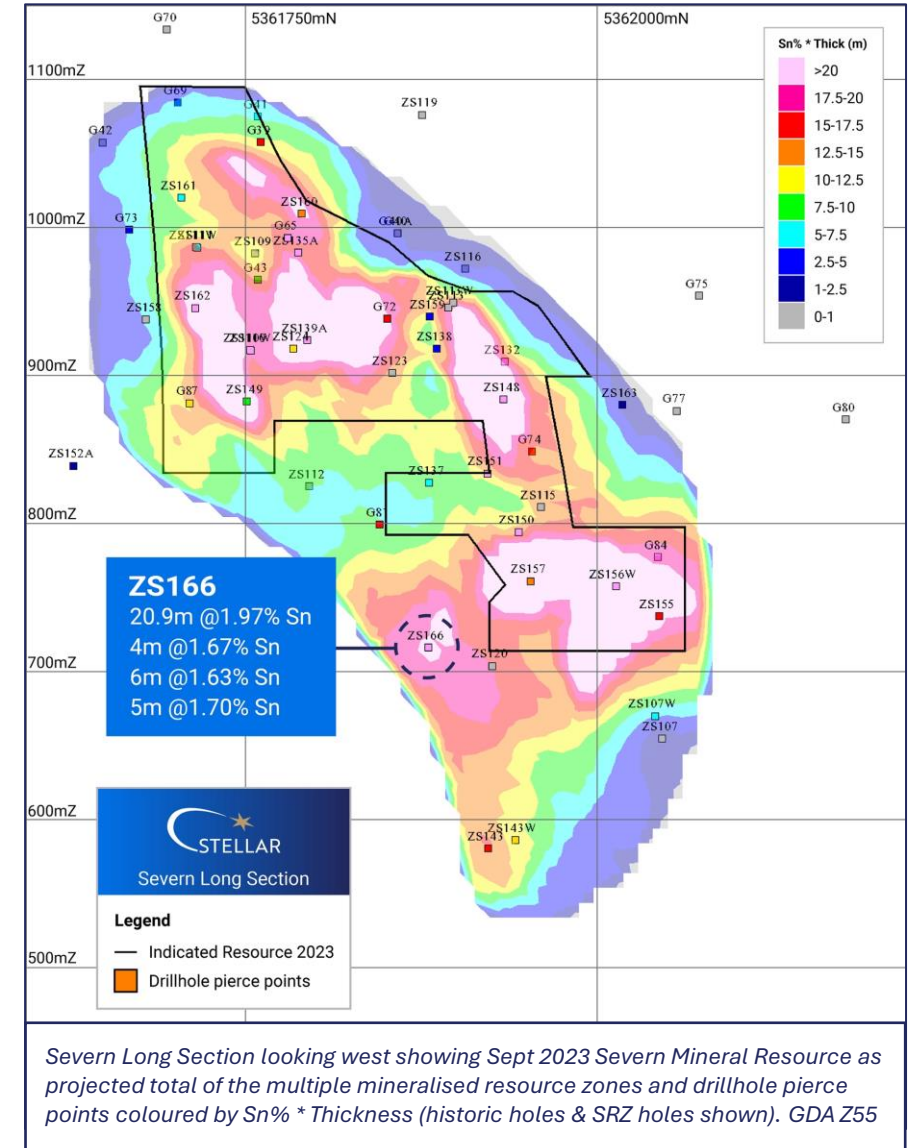 G70
5361750mN
5362000mN
Sn% * Thick (m)
>20
17.5-20
15-17.5
12.5-15
10-12.5
7.5-10
5-7.5
2.5-5
1-2.5
0-1
1100mZ
G69
G41
ZS119
G42
G39
ZS161
ZS160
1000mZ
G73
G65
ZS109
ZS135A
ZS116
G43
G75
ZS158
ZS162
G72
ZS159
ZS139A
ZS124
ZS138
ZS132
900mZ
ZS123
G87
ZS149
ZS148
ZS163
G77
G80
G74
ZS152A
ZS112
ZS137
ZS151
ZS115
800mZ
G8
ZS150
G84
ZS157
ZS156W
ZS155
ZS166
20.9m @1.97% Sn
4m @1.67% Sn
6m @1.63% Sn
5m @1.70% Sn
ZS166
ZS120
700mZ
ZS107W
ZS107
600mZ
ZS143W
ZS143
STELLAR
Severn Long Section
Legend
Indicated Resource 2023
Drillhole pierce points
500mZ
Severn Long Section looking west showing Sept 2023 Severn Mineral Resource as
projected total of the multiple mineralised resource zones and drillhole pierce
points coloured by Sn% * Thickness (historic holes & SRZ holes shown). GDA Z55